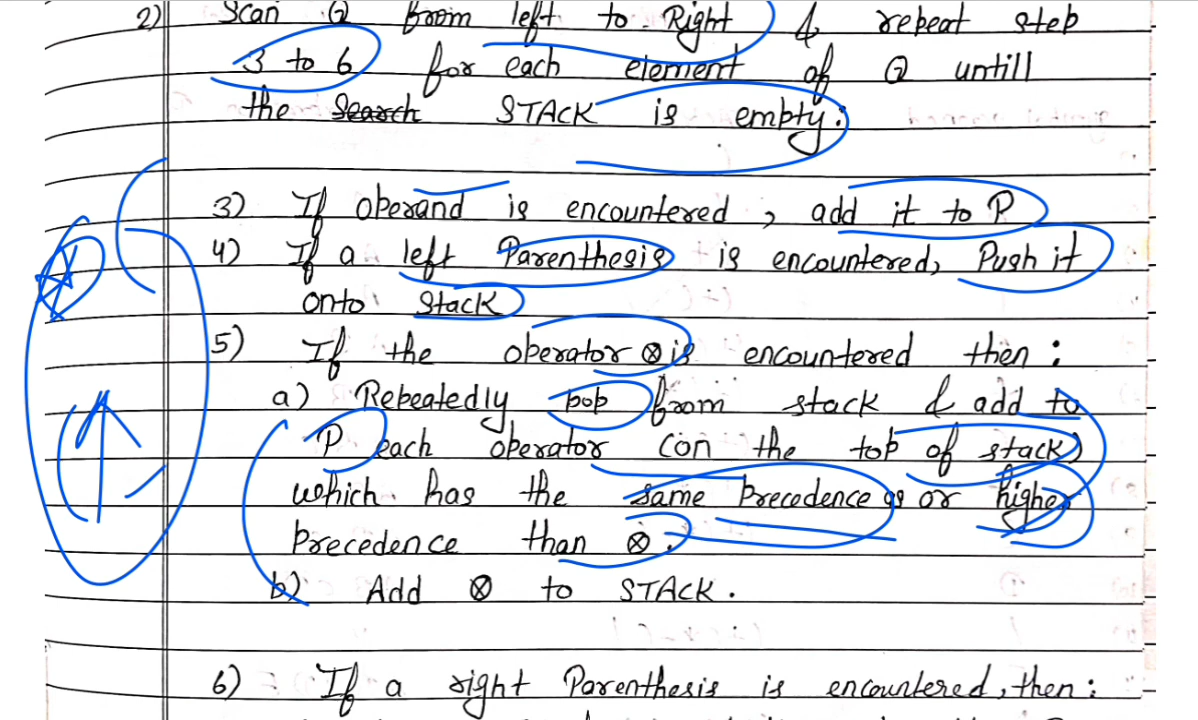 2) Scan Q from left to Right & repeat step
3 to 6 for each element of Q untill
the Search STACK is empty.
3) If operand is encountered, add it to P
4) If a left Parenthesis is encountered, Push it
onto Stack
5) If the operator ⊗ is encountered then :
a) Repeatedly pop from stack & add to
P each operator (on the top of stack)
which has the same precedence as or higher
precedence than ⊗.
b) Add ⊗ to STACK.
6) If a right Parenthesis is encountered, then :